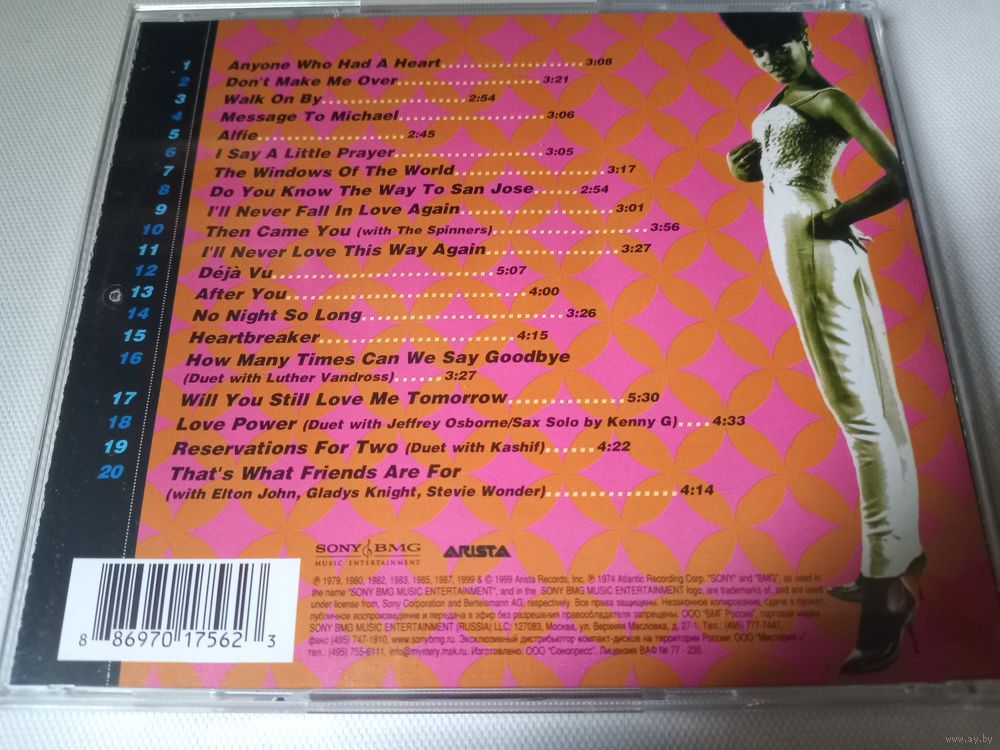 1 Anyone Who Had A Heart 3:08
2 Don't Make Me Over 3:21
3 Walk On By 2:54
4 Message To Michael 3:06
5 Alfie 2:45
6 I Say A Little Prayer 3:05
7 The Windows Of The World 3:17
8 Do You Know The Way To San Jose 2:54
9 I'll Never Fall In Love Again 3:01
10 Then Came You (with The Spinners) 3:56
11 I'll Never Love This Way Again 3:27
12 Déjà Vu 5:07
13 After You 4:00
14 No Night So Long 3:26
15 Heartbreaker 4:15
16 How Many Times Can We Say Goodbye
(Duet with Luther Vandross) 3:27
17 Will You Still Love Me Tomorrow 5:30
18 Love Power (Duet with Jeffrey Osborne/Sax Solo by Kenny G) 4:33
19 Reservations For Two (Duet with Kashif) 4:22
20 That's What Friends Are For
(with Elton John, Gladys Knight, Stevie Wonder) 4:14
SONY BMG
MUSIC ENTERTAINMENT
ARISTA
℗ 1979, 1980, 1982, 1983, 1985, 1987, 1999 & © 1999 Arista Records, Inc. ℗ 1974 Atlantic Recording Corp. "SONY" and "BMG", as used in
the name "SONY BMG MUSIC ENTERTAINMENT", and in the SONY BMG MUSIC ENTERTAINMENT logo, are trademarks of, and are used
under license from, Sony Corporation and Bertelsmann AG, respectively. Все права защищены. Незаконное копирование, сдача в прокат,
публичное воспроизведение и передача в эфир без разрешения правообладателя запрещены. ООО "БМГ Россия", торговая марка
SONY BMG MUSIC ENTERTAINMENT (RUSSIA) LLC; 127083, Москва, ул. Верхняя Масловка, д. 27-1. Тел.: (495) 777-7447,
факс (495) 747-1910, www.sonybmg.ru. Эксклюзивный дистрибьютор компакт-дисков на территории России: ООО "Мистерия +",
тел.: (495) 755-6111, info@mystery.msk.ru. Изготовлено: ООО "Сонопресс". Лицензия ВАФ № 77 - 239.
8 86970 17562 3
www.ay.by